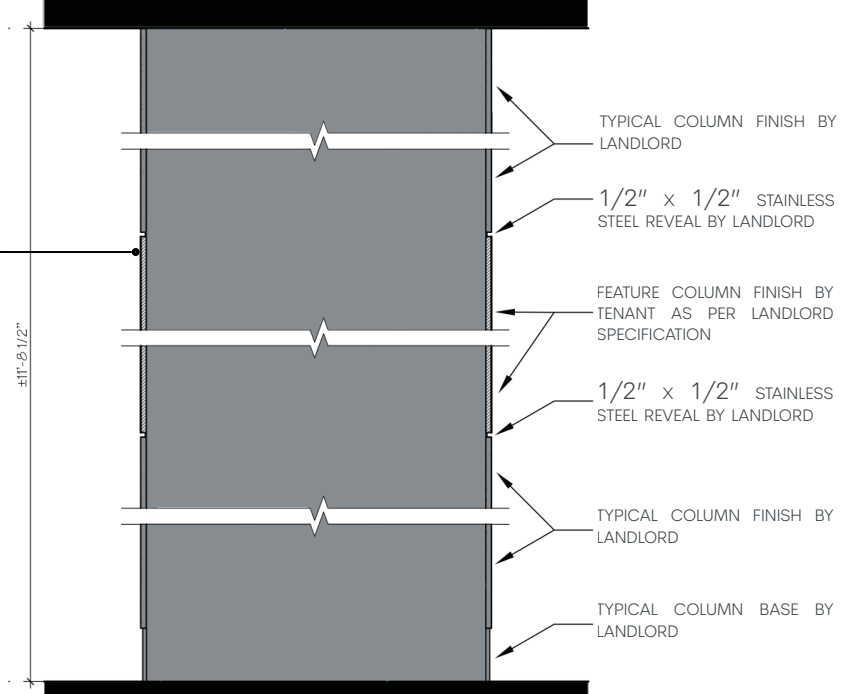 TYPICAL COLUMN FINISH BY
LANDLORD
1/2" X 1/2" STAINLESS
STEEL REVEAL BY LANDLORD
FEATURE COLUMN FINISH BY
TENANT AS PER LANDLORD
SPECIFICATION
1/2" X 1/2" STAINLESS
STEEL REVEAL BY LANDLORD
TYPICAL COLUMN FINISH BY
LANDLORD
TYPICAL COLUMN BASE BY
LANDLORD
±11'-8 1/2"